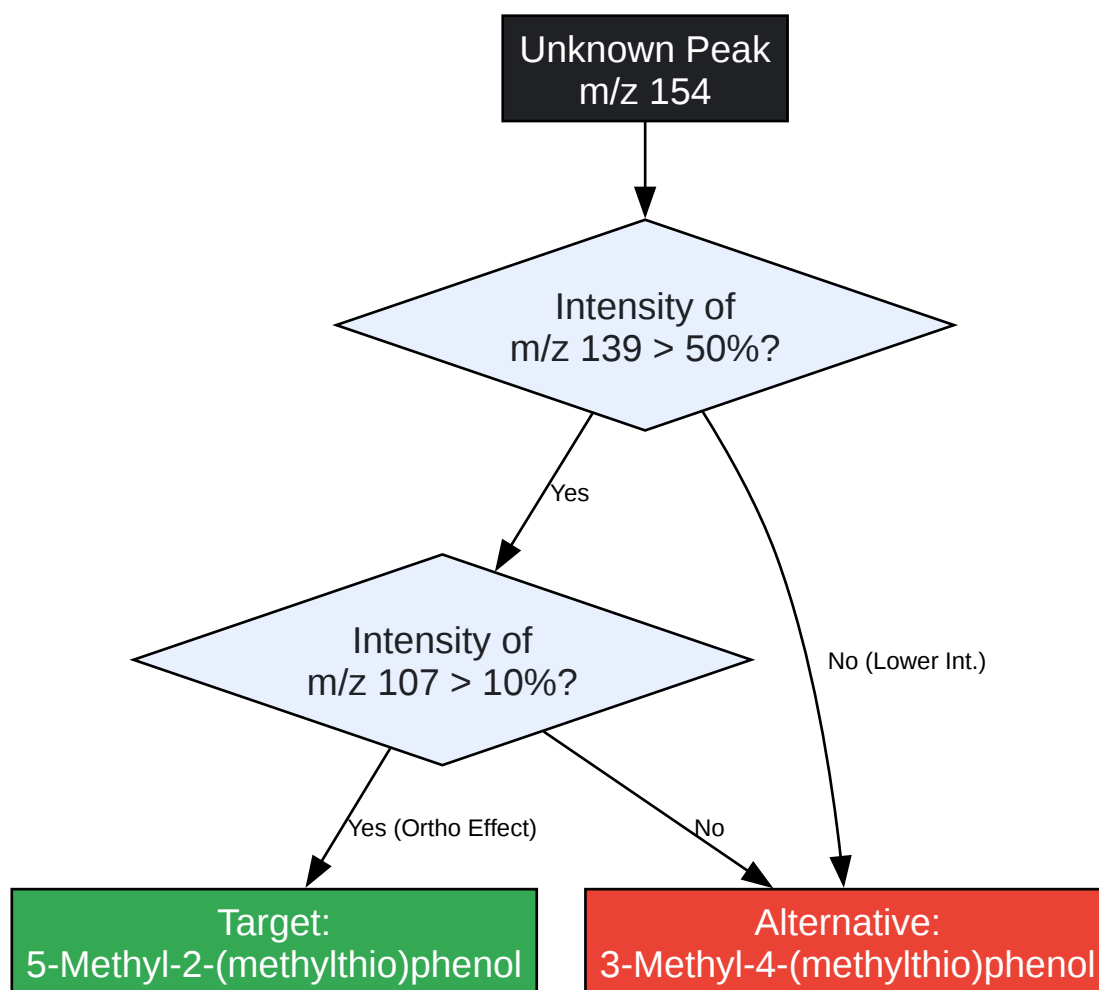 Unknown Peak
m/z 154
Intensity of
m/z 139 > 50%?
Yes
Intensity of
m/z 107 > 10%?
No (Lower Int.)
Yes (Ortho Effect)
No
Target:
5-Methyl-2-(methylthio)phenol
Alternative:
3-Methyl-4-(methylthio)phenol